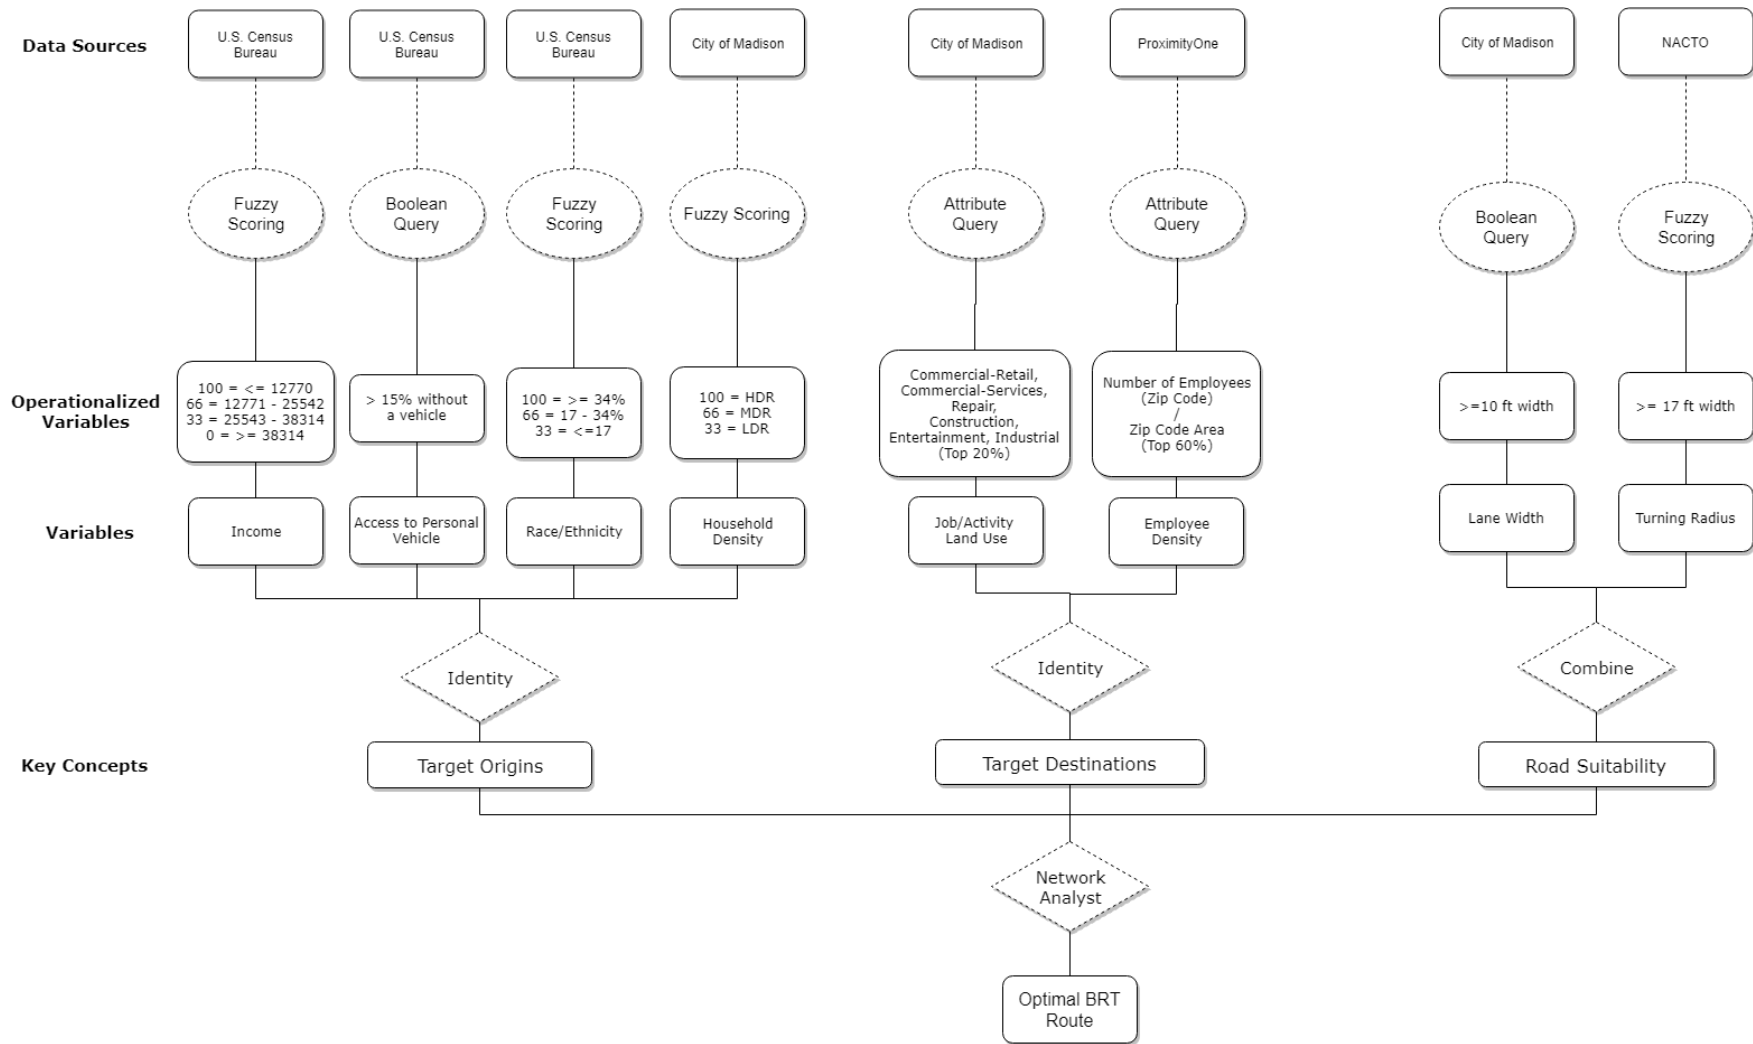 Data Sources
U.S. Census
Bureau
U.S. Census
Bureau
U.S. Census
Bureau
City of Madison
City of Madison
ProximityOne
City of Madison
NACTO
Fuzzy
Scoring
Boolean
Query
Fuzzy
Scoring
Fuzzy Scoring
Attribute
Query
Attribute
Query
Boolean
Query
Fuzzy
Scoring
Operationalized
Variables
100 = <= 12770
66 = 12771 - 25542
33 = 25543 - 38314
0 = >= 38314
> 15% without
a vehicle
100 = >= 34%
66 = 17 - 34%
33 = <=17
100 = HDR
66 = MDR
33 = LDR
Commercial-Retail,
Commercial-Services,
Repair,
Construction,
Entertainment, Industrial
(Top 20%)
Number of Employees
(Zip Code)
/
Zip Code Area
(Top 60%)
>=10 ft width
>= 17 ft width
Variables
Income
Access to Personal
Vehicle
Race/Ethnicity
Household
Density
Job/Activity
Land Use
Employee
Density
Lane Width
Turning Radius
Identity
Identity
Combine
Key Concepts
Target Origins
Target Destinations
Road Suitability
Network
Analyst
Optimal BRT
Route